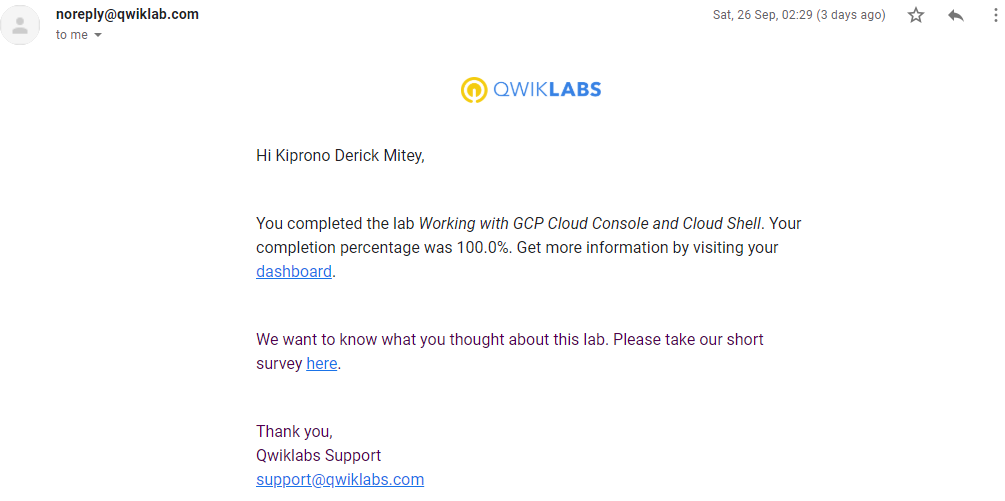 noreply@qwiklab.com
Sat, 26 Sep, 02:29 (3 days ago)
to me
QWIKLABS
Hi Kiprono Derick Mitey,
You completed the lab Working with GCP Cloud Console and Cloud Shell. Your
completion percentage was 100.0%. Get more information by visiting your
dashboard.
We want to know what you thought about this lab. Please take our short
survey here.
Thank you,
Qwiklabs Support
support@qwiklabs.com